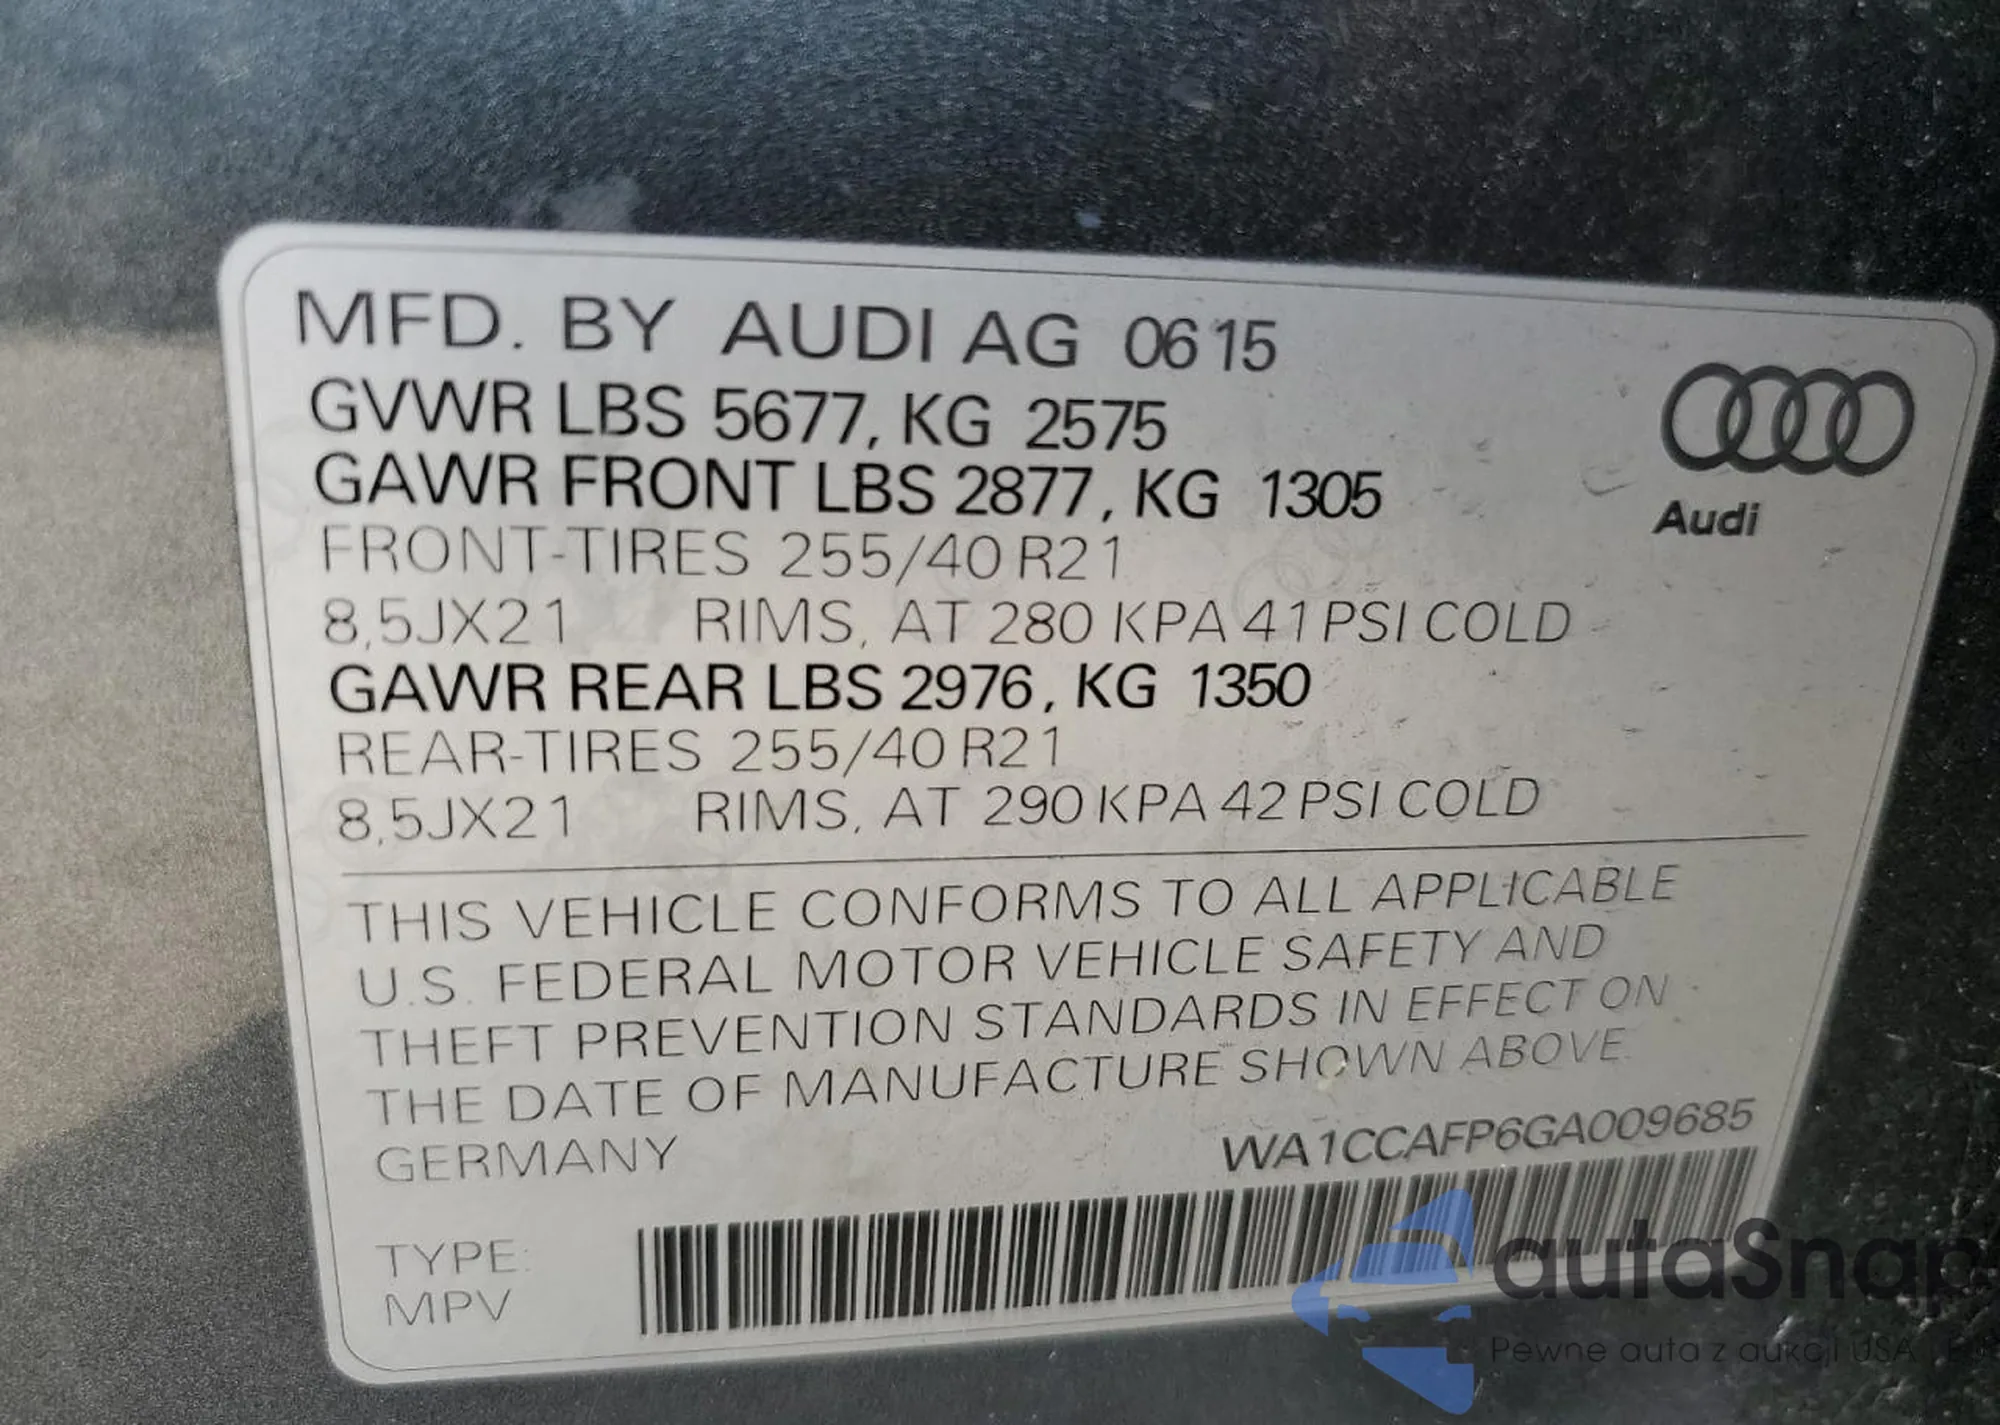 MFD. BY AUDI AG 0615
GVWR LBS 5677, KG 2575
GAWR FRONT LBS 2877, KG 1305
FRONT-TIRES 255/40 R21
8,5JX21 RIMS, AT 280 KPA 41 PSI COLD
GAWR REAR LBS 2976, KG 1350
REAR-TIRES 255/40 R21
8,5JX21 RIMS, AT 290 KPA 42 PSI COLD
Audi
THIS VEHICLE CONFORMS TO ALL APPLICABLE
U.S. FEDERAL MOTOR VEHICLE SAFETY AND
THEFT PREVENTION STANDARDS IN EFFECT ON
THE DATE OF MANUFACTURE SHOWN ABOVE.
GERMANY WA1CCAFP6GA009685
TYPE:
MPV
autaSnap
Pewne auta z aukcji USA